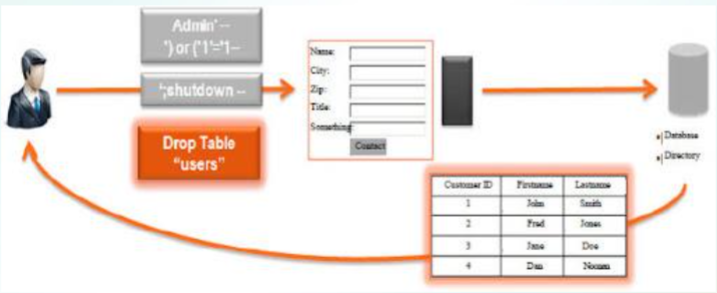 Admin' --
') or ('1'='1--
';shutdown --
Drop Table
"users"
Name:
City:
Zip:
Title:
Something:
Contact
Database
Directory
Customer ID Firstname Lastname
1 John Smith
2 Fred Jones
3 Jane Doe
4 Dan Noonan